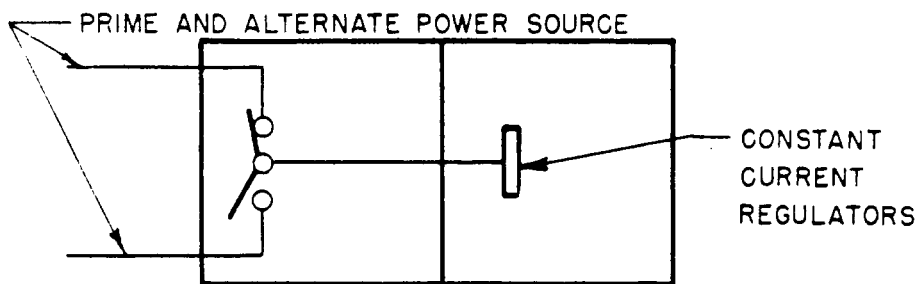 PRIME AND ALTERNATE POWER SOURCE
CONSTANT
CURRENT
REGULATORS